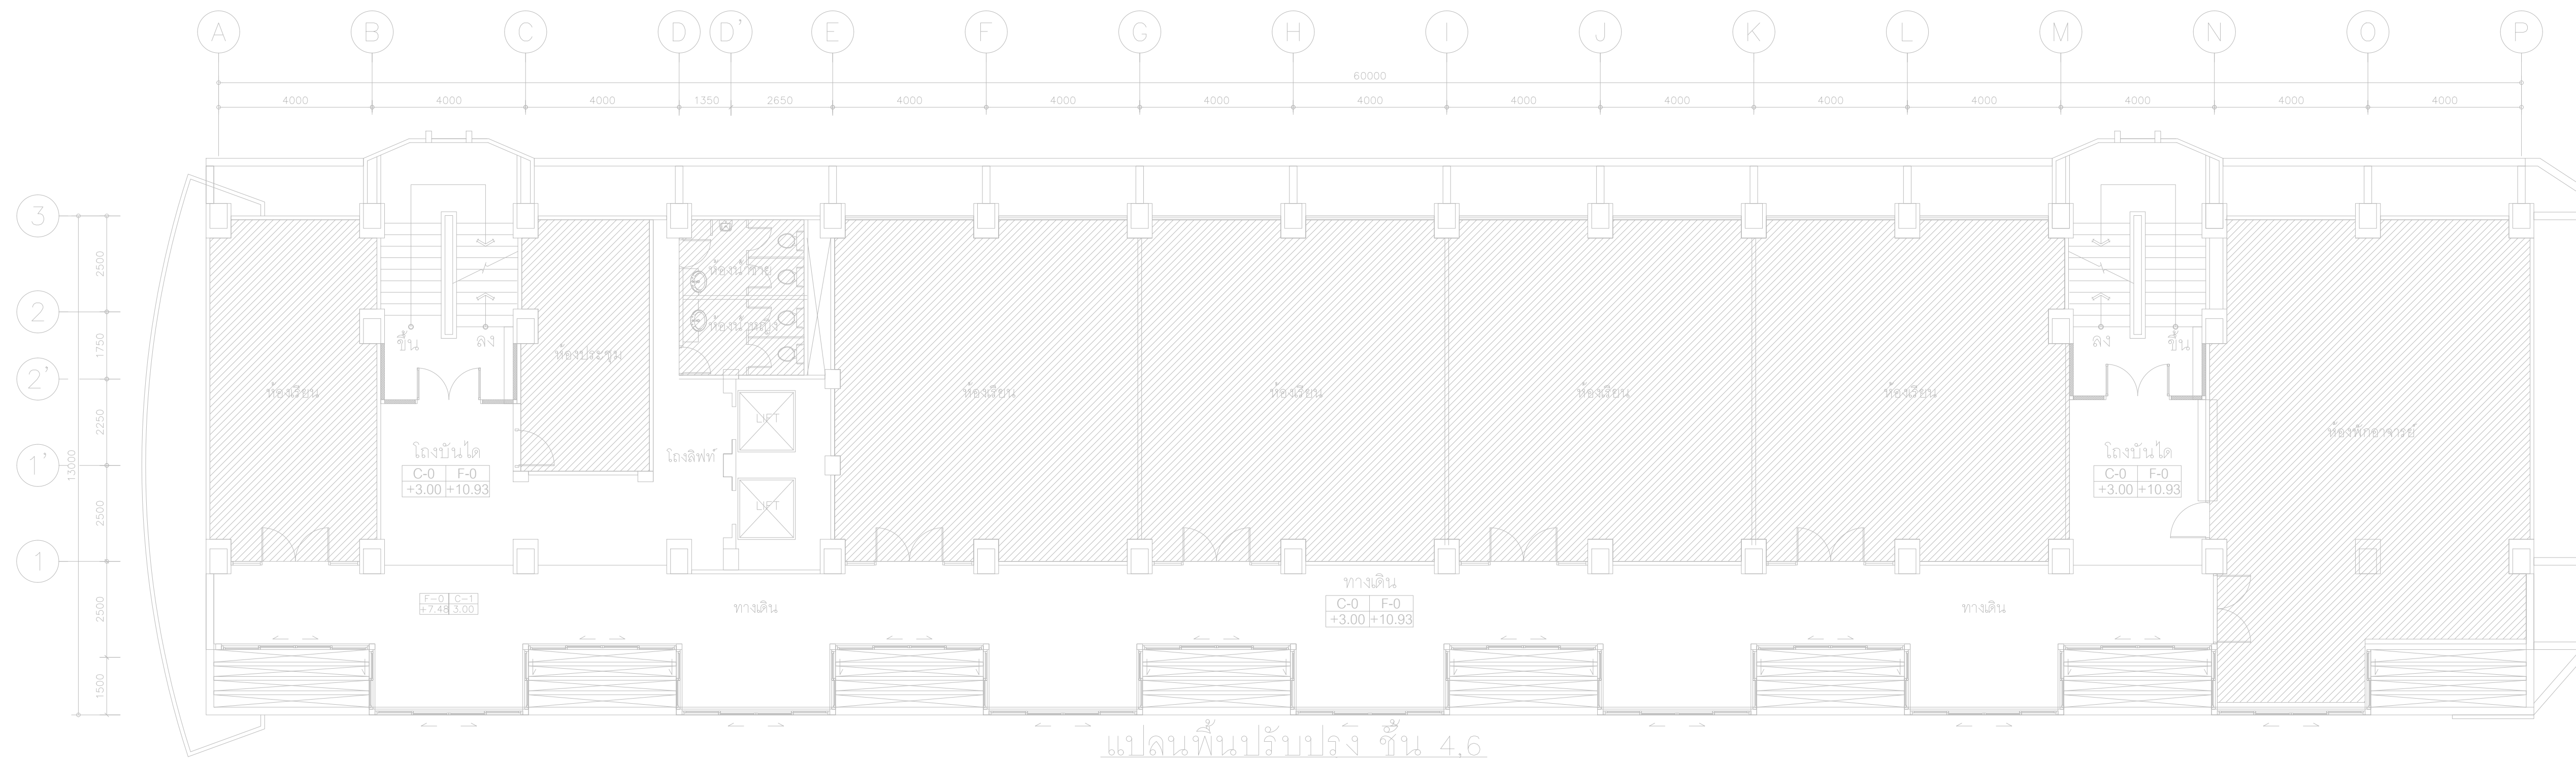 A B C D D' E F G H I J K L M N O P
60000
4000 4000 4000 1350 2650 4000 4000 4000 4000 4000 4000 4000 4000 4000 4000 4000
3
2
2'
1'
1
13000
2500
1750
2250
2500
2500
1500
ขึ้น ลง
ลง ขึ้น
ห้องน้ำชาย
ห้องน้ำหญิง
ห้องประชุม
ห้องเรียน
ห้องเรียน
ห้องเรียน
ห้องเรียน
ห้องเรียน
ห้องพักอาจารย์
LIFT
LIFT
โถงลิฟท์
โถงบันได
C-0 F-0
+3.00 +10.93
โถงบันได
C-0 F-0
+3.00 +10.93
F-0 C-1
+7.48 3.00
ทางเดิน
ทางเดิน
C-0 F-0
+3.00 +10.93
ทางเดิน
แปลนพื้นปรับปรุง ชั้น 4,6